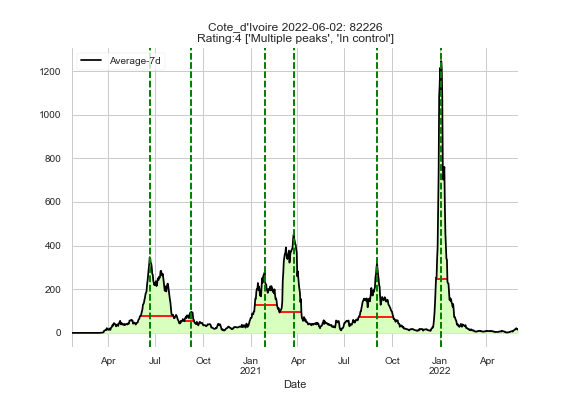 Cote_d'Ivoire 2022-06-02: 82226
Rating:4 ['Multiple peaks', 'In control']
Average-7d
1200
1000
800
600
400
200
0
Apr Jul Oct Jan Apr Jul Oct Jan Apr
2021 2022
Date